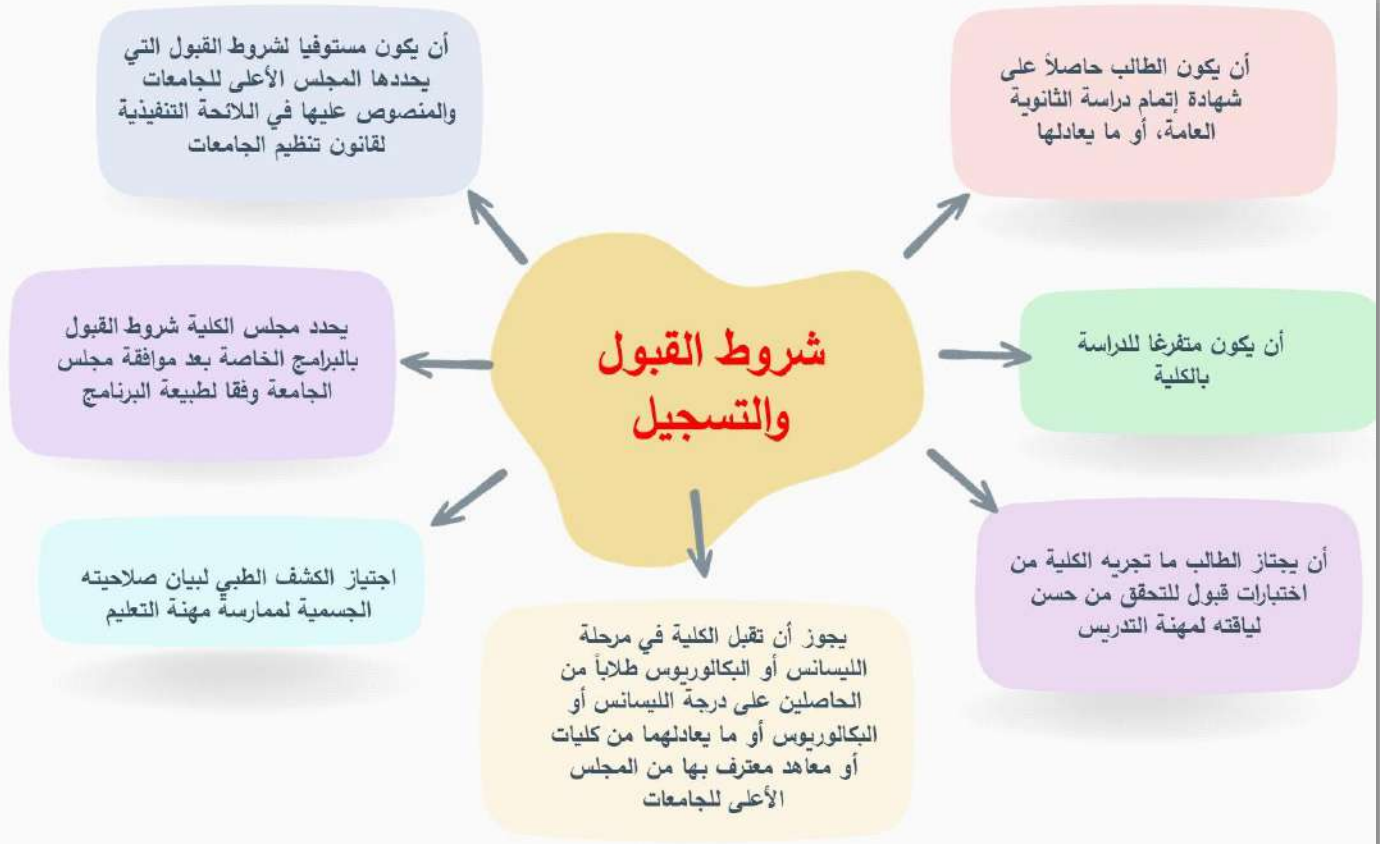 شروط القبول
والتسجيل
أن يكون الطالب حاصلاً على
شهادة إتمام دراسة الثانوية
العامة، أو ما يعادلها
أن يكون متفرغا للدراسة
بالكلية
أن يجتاز الطالب ما تجريه الكلية من
اختبارات قبول للتحقق من حسن
لياقته لمهنة التدريس
يجوز أن تقبل الكلية في مرحلة
الليسانس أو البكالوريوس طلاباً من
الحاصلين على درجة الليسانس أو
البكالوريوس أو ما يعادلهما من كليات
أو معاهد معترف بها من المجلس
الأعلى للجامعات
اجتياز الكشف الطبي لبيان صلاحيته
الجسمية لممارسة مهنة التعليم
يحدد مجلس الكلية شروط القبول
بالبرامج الخاصة بعد موافقة مجلس
الجامعة وفقا لطبيعة البرنامج
أن يكون مستوفيا لشروط القبول التي
يحددها المجلس الأعلى للجامعات
والمنصوص عليها في اللائحة التنفيذية
لقانون تنظيم الجامعات